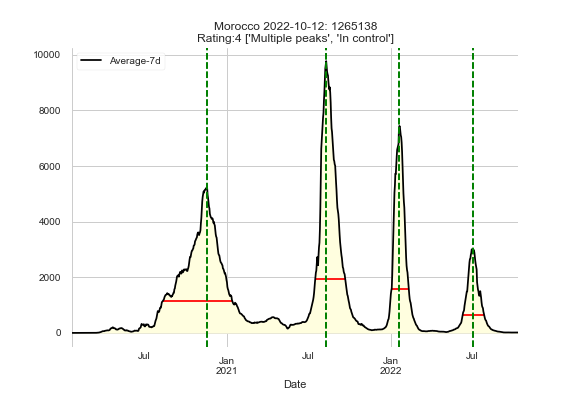 Morocco 2022-10-12: 1265138
Rating:4 ['Multiple peaks', 'In control']
Average-7d
10000
8000
6000
4000
2000
0
Jul
Jan
2021
Jul
Jan
2022
Jul
Date